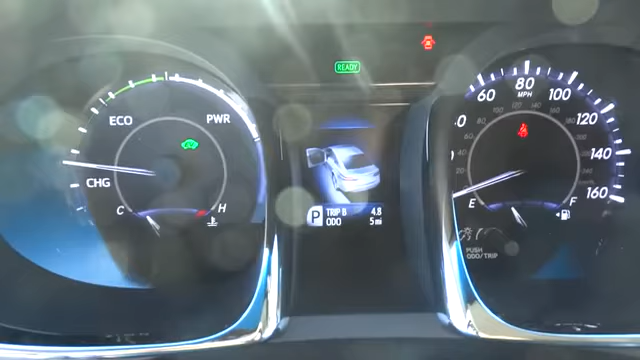 READY
60 80 100
MPH
120
140
160
ECO PWR
CHG
C H
E F
P TRIP B 4.8
ODO 5 mi
PUSH
ODO/TRIP